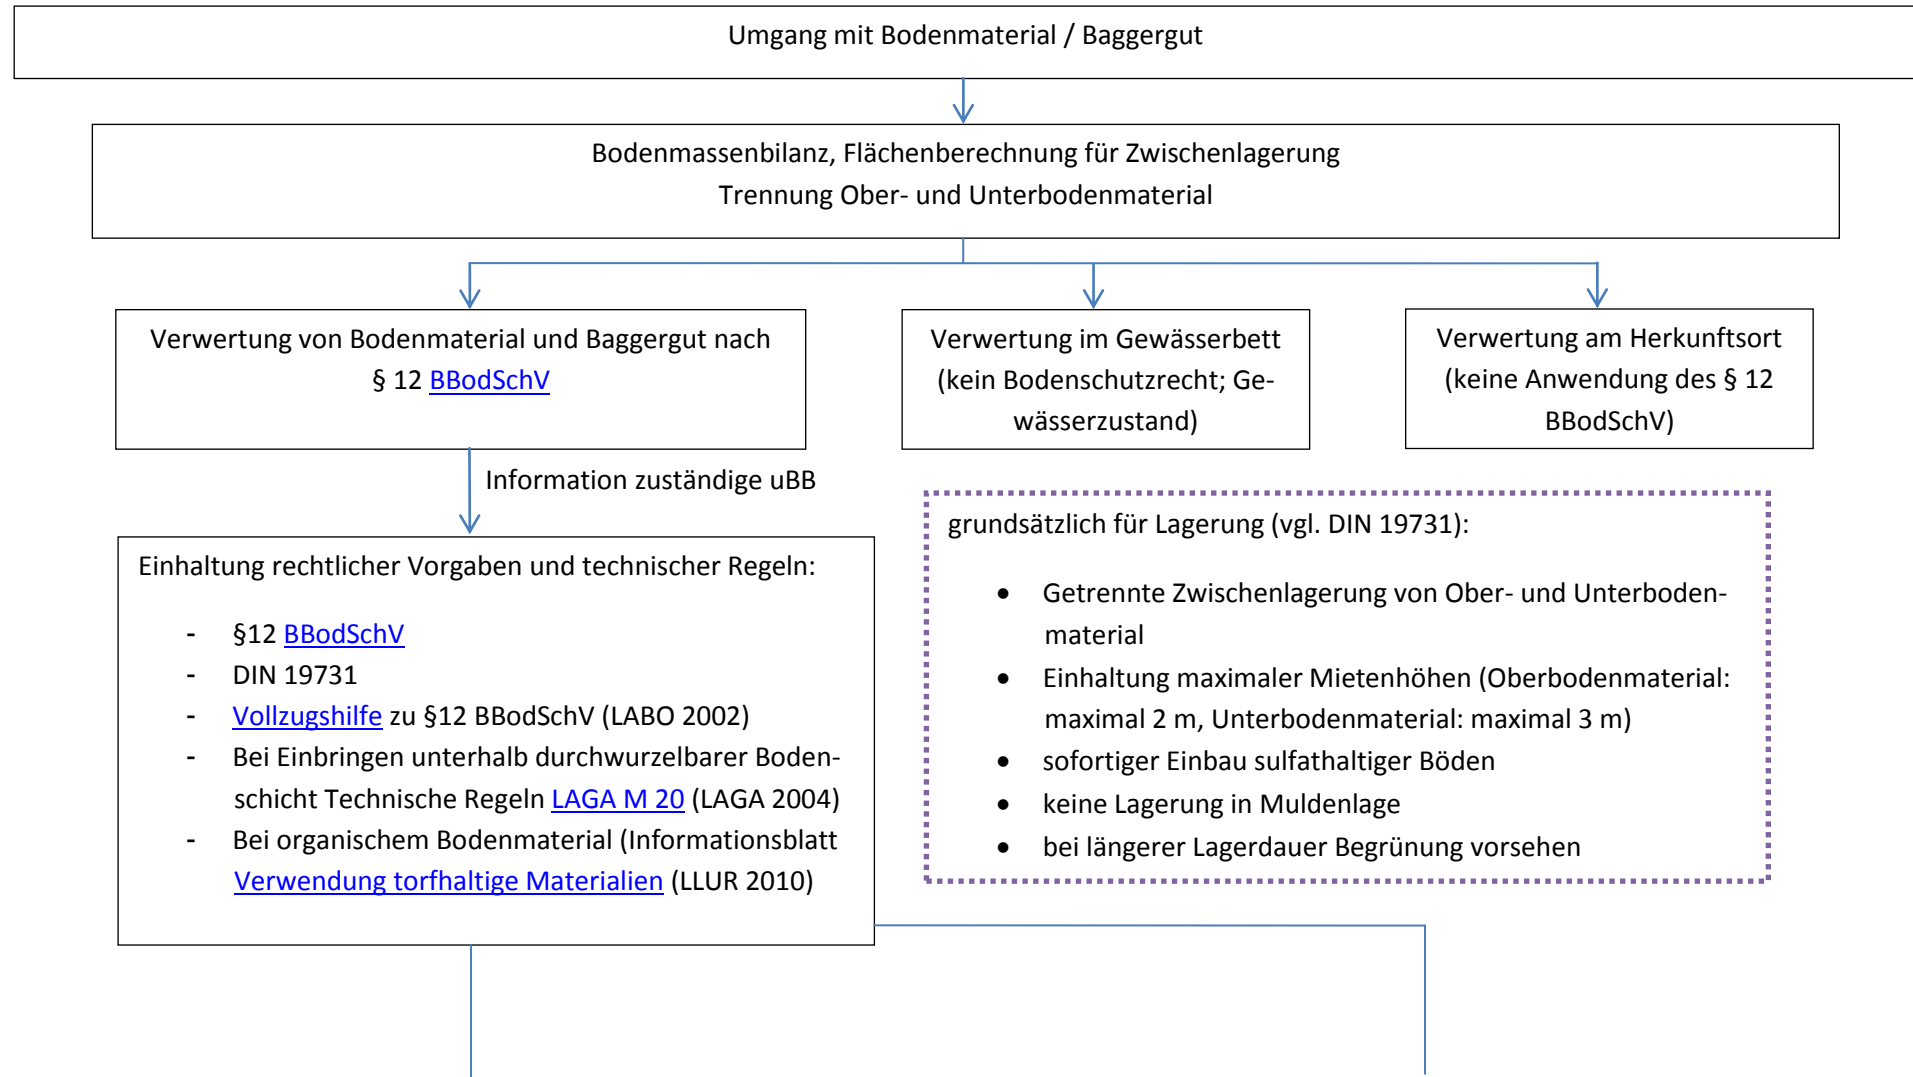 Umgang mit Bodenmaterial / Baggergut
Bodenmassenbilanz, Flächenberechnung für Zwischenlagerung
Trennung Ober- und Unterbodenmaterial
Verwertung von Bodenmaterial und Baggergut nach
§ 12 BBodSchV
Verwertung im Gewässerbett
(kein Bodenschutzrecht; Ge-
wässerzustand)
Verwertung am Herkunftsort
(keine Anwendung des § 12
BBodSchV)
Information zuständige uBB
Einhaltung rechtlicher Vorgaben und technischer Regeln:
- §12 BBodSchV
- DIN 19731
- Vollzugshilfe zu §12 BBodSchV (LABO 2002)
- Bei Einbringen unterhalb durchwurzelbarer Boden-
schicht Technische Regeln LAGA M 20 (LAGA 2004)
- Bei organischem Bodenmaterial (Informationsblatt
Verwendung torfhaltige Materialien (LLUR 2010)
grundsätzlich für Lagerung (vgl. DIN 19731):
• Getrennte Zwischenlagerung von Ober- und Unterboden-
material
• Einhaltung maximaler Mietenhöhen (Oberbodenmaterial:
maximal 2 m, Unterbodenmaterial: maximal 3 m)
• sofortiger Einbau sulfathaltiger Böden
• keine Lagerung in Muldenlage
• bei längerer Lagerdauer Begrünung vorsehen